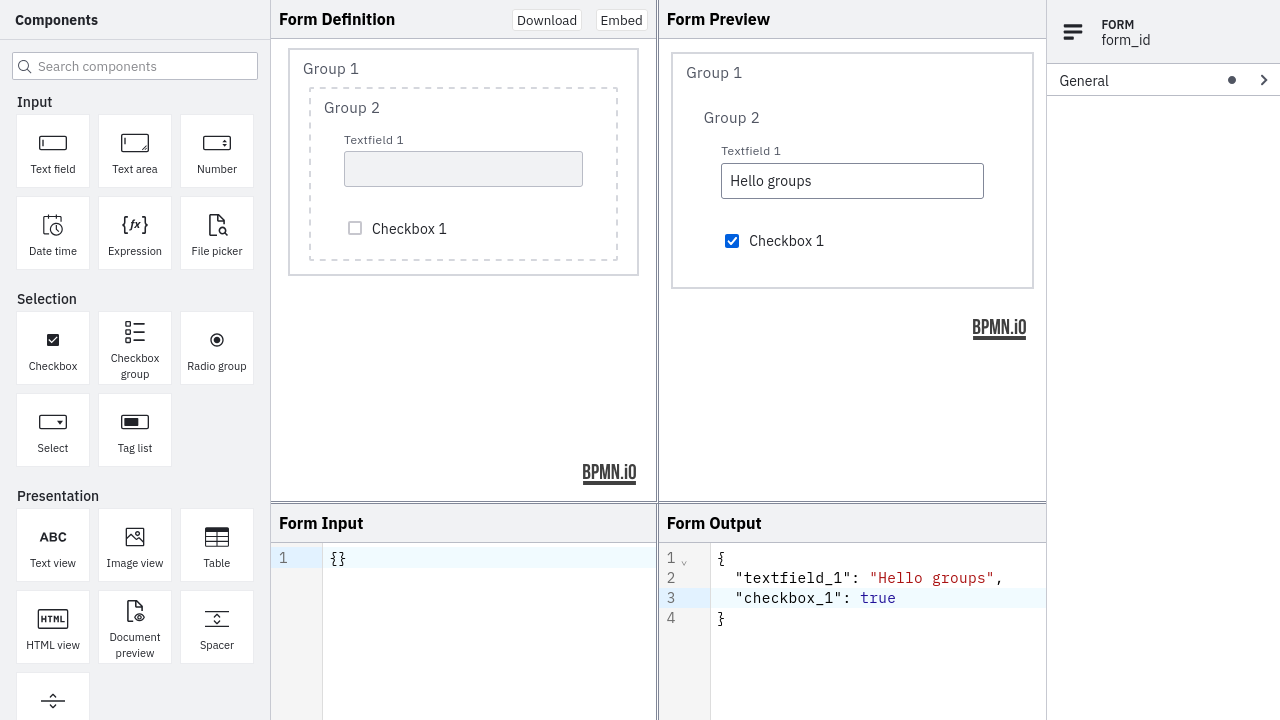 Components
Search components
Input
Text field
Text area
Number
Date time
Expression
File picker
Selection
Checkbox
Checkbox group
Radio group
Select
Tag list
Presentation
ABC
Text view
Image view
Table
HTML
HTML view
Document preview
Spacer
Form Definition
Download
Embed
Group 1
Group 2
Textfield 1
Checkbox 1
BPMN.iO
Form Preview
Group 1
Group 2
Textfield 1
Hello groups
Checkbox 1
BPMN.iO
Form Input
1 {}
Form Output
1 {
2 "textfield_1": "Hello groups",
3 "checkbox_1": true
4 }
FORM
form_id
General